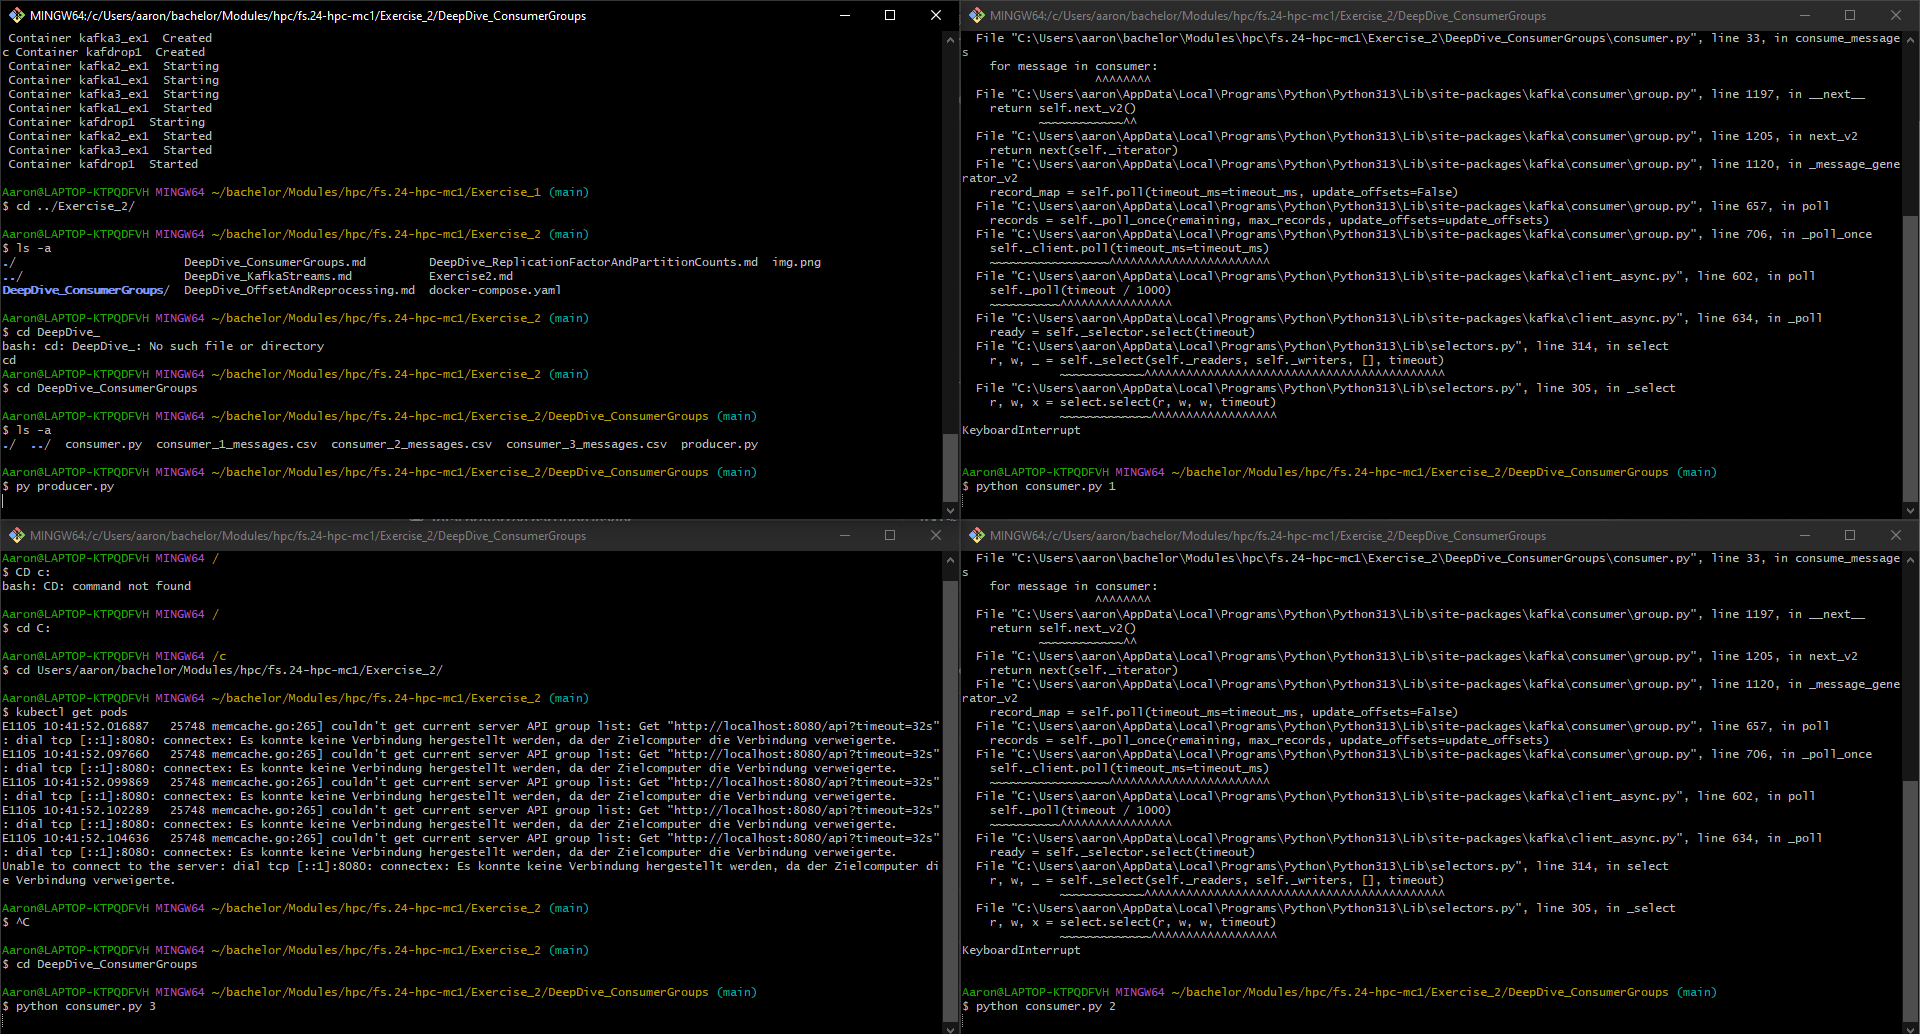 MINGW64:/c/Users/aaron/bachelor/Modules/hpc/fs.24-hpc-mc1/Exercise_2/DeepDive_ConsumerGroups
 Container kafka3_ex1  Created
c Container kafdrop1  Created
 Container kafka2_ex1  Starting
 Container kafka1_ex1  Starting
 Container kafka3_ex1  Starting
 Container kafka1_ex1  Started
 Container kafdrop1  Starting
 Container kafka2_ex1  Started
 Container kafka3_ex1  Started
 Container kafdrop1  Started
Aaron@LAPTOP-KTPQDFVH MINGW64 ~/bachelor/Modules/hpc/fs.24-hpc-mc1/Exercise_1 (main)
$ cd ../Exercise_2/
Aaron@LAPTOP-KTPQDFVH MINGW64 ~/bachelor/Modules/hpc/fs.24-hpc-mc1/Exercise_2 (main)
$ ls -a
./                        DeepDive_ConsumerGroups.md         DeepDive_ReplicationFactorAndPartitionCounts.md  img.png
../                       DeepDive_KafkaStreams.md           Exercise2.md
DeepDive_ConsumerGroups/  DeepDive_OffsetAndReprocessing.md  docker-compose.yaml
Aaron@LAPTOP-KTPQDFVH MINGW64 ~/bachelor/Modules/hpc/fs.24-hpc-mc1/Exercise_2 (main)
$ cd DeepDive_
bash: cd: DeepDive_: No such file or directory
cd
Aaron@LAPTOP-KTPQDFVH MINGW64 ~/bachelor/Modules/hpc/fs.24-hpc-mc1/Exercise_2 (main)
$ cd DeepDive_ConsumerGroups
Aaron@LAPTOP-KTPQDFVH MINGW64 ~/bachelor/Modules/hpc/fs.24-hpc-mc1/Exercise_2/DeepDive_ConsumerGroups (main)
$ ls -a
./  ../  consumer.py  consumer_1_messages.csv  consumer_2_messages.csv  consumer_3_messages.csv  producer.py
Aaron@LAPTOP-KTPQDFVH MINGW64 ~/bachelor/Modules/hpc/fs.24-hpc-mc1/Exercise_2/DeepDive_ConsumerGroups (main)
$ py producer.py
MINGW64:/c/Users/aaron/bachelor/Modules/hpc/fs.24-hpc-mc1/Exercise_2/DeepDive_ConsumerGroups
  File "C:\Users\aaron\bachelor\Modules\hpc\fs.24-hpc-mc1\Exercise_2\DeepDive_ConsumerGroups\consumer.py", line 33, in consume_message
s
    for message in consumer:
                   ^^^^^^^^
  File "C:\Users\aaron\AppData\Local\Programs\Python\Python313\Lib\site-packages\kafka\consumer\group.py", line 1197, in __next__
    return self.next_v2()
           ~~~~~~~~~~~~^^
  File "C:\Users\aaron\AppData\Local\Programs\Python\Python313\Lib\site-packages\kafka\consumer\group.py", line 1205, in next_v2
    return next(self._iterator)
  File "C:\Users\aaron\AppData\Local\Programs\Python\Python313\Lib\site-packages\kafka\consumer\group.py", line 1120, in _message_gene
rator_v2
    record_map = self.poll(timeout_ms=timeout_ms, update_offsets=False)
  File "C:\Users\aaron\AppData\Local\Programs\Python\Python313\Lib\site-packages\kafka\consumer\group.py", line 657, in poll
    records = self._poll_once(remaining, max_records, update_offsets=update_offsets)
  File "C:\Users\aaron\AppData\Local\Programs\Python\Python313\Lib\site-packages\kafka\consumer\group.py", line 706, in _poll_once
    self._client.poll(timeout_ms=timeout_ms)
    ~~~~~~~~~~~~~~~~~^^^^^^^^^^^^^^^^^^^^^^^
  File "C:\Users\aaron\AppData\Local\Programs\Python\Python313\Lib\site-packages\kafka\client_async.py", line 602, in poll
    self._poll(timeout / 1000)
    ~~~~~~~~~~^^^^^^^^^^^^^^^^
  File "C:\Users\aaron\AppData\Local\Programs\Python\Python313\Lib\site-packages\kafka\client_async.py", line 634, in _poll
    ready = self._selector.select(timeout)
  File "C:\Users\aaron\AppData\Local\Programs\Python\Python313\Lib\selectors.py", line 314, in select
    r, w, _ = self._select(self._readers, self._writers, [], timeout)
              ~~~~~~~~~~~~^^^^^^^^^^^^^^^^^^^^^^^^^^^^^^^^^^^^^^^^^^^
  File "C:\Users\aaron\AppData\Local\Programs\Python\Python313\Lib\selectors.py", line 305, in _select
    r, w, x = select.select(r, w, w, timeout)
              ~~~~~~~~~~~~~^^^^^^^^^^^^^^^^^^
KeyboardInterrupt
Aaron@LAPTOP-KTPQDFVH MINGW64 ~/bachelor/Modules/hpc/fs.24-hpc-mc1/Exercise_2/DeepDive_ConsumerGroups (main)
$ python consumer.py 1
MINGW64:/c/Users/aaron/bachelor/Modules/hpc/fs.24-hpc-mc1/Exercise_2/DeepDive_ConsumerGroups
Aaron@LAPTOP-KTPQDFVH MINGW64 /
$ CD c:
bash: CD: command not found
Aaron@LAPTOP-KTPQDFVH MINGW64 /
$ cd C:
Aaron@LAPTOP-KTPQDFVH MINGW64 /c
$ cd Users/aaron/bachelor/Modules/hpc/fs.24-hpc-mc1/Exercise_2/
Aaron@LAPTOP-KTPQDFVH MINGW64 ~/bachelor/Modules/hpc/fs.24-hpc-mc1/Exercise_2 (main)
$ kubectl get pods
E1105 10:41:52.016887   25748 memcache.go:265] couldn't get current server API group list: Get "http://localhost:8080/api?timeout=32s"
: dial tcp [::1]:8080: connectex: Es konnte keine Verbindung hergestellt werden, da der Zielcomputer die Verbindung verweigerte.
E1105 10:41:52.097660   25748 memcache.go:265] couldn't get current server API group list: Get "http://localhost:8080/api?timeout=32s"
: dial tcp [::1]:8080: connectex: Es konnte keine Verbindung hergestellt werden, da der Zielcomputer die Verbindung verweigerte.
E1105 10:41:52.099869   25748 memcache.go:265] couldn't get current server API group list: Get "http://localhost:8080/api?timeout=32s"
: dial tcp [::1]:8080: connectex: Es konnte keine Verbindung hergestellt werden, da der Zielcomputer die Verbindung verweigerte.
E1105 10:41:52.102289   25748 memcache.go:265] couldn't get current server API group list: Get "http://localhost:8080/api?timeout=32s"
: dial tcp [::1]:8080: connectex: Es konnte keine Verbindung hergestellt werden, da der Zielcomputer die Verbindung verweigerte.
E1105 10:41:52.104636   25748 memcache.go:265] couldn't get current server API group list: Get "http://localhost:8080/api?timeout=32s"
: dial tcp [::1]:8080: connectex: Es konnte keine Verbindung hergestellt werden, da der Zielcomputer die Verbindung verweigerte.
Unable to connect to the server: dial tcp [::1]:8080: connectex: Es konnte keine Verbindung hergestellt werden, da der Zielcomputer di
e Verbindung verweigerte.
Aaron@LAPTOP-KTPQDFVH MINGW64 ~/bachelor/Modules/hpc/fs.24-hpc-mc1/Exercise_2 (main)
$ ^C
Aaron@LAPTOP-KTPQDFVH MINGW64 ~/bachelor/Modules/hpc/fs.24-hpc-mc1/Exercise_2 (main)
$ cd DeepDive_ConsumerGroups
Aaron@LAPTOP-KTPQDFVH MINGW64 ~/bachelor/Modules/hpc/fs.24-hpc-mc1/Exercise_2/DeepDive_ConsumerGroups (main)
$ python consumer.py 3
MINGW64:/c/Users/aaron/bachelor/Modules/hpc/fs.24-hpc-mc1/Exercise_2/DeepDive_ConsumerGroups
  File "C:\Users\aaron\bachelor\Modules\hpc\fs.24-hpc-mc1\Exercise_2\DeepDive_ConsumerGroups\consumer.py", line 33, in consume_message
s
    for message in consumer:
                   ^^^^^^^^
  File "C:\Users\aaron\AppData\Local\Programs\Python\Python313\Lib\site-packages\kafka\consumer\group.py", line 1197, in __next__
    return self.next_v2()
           ~~~~~~~~~~~~^^
  File "C:\Users\aaron\AppData\Local\Programs\Python\Python313\Lib\site-packages\kafka\consumer\group.py", line 1205, in next_v2
    return next(self._iterator)
  File "C:\Users\aaron\AppData\Local\Programs\Python\Python313\Lib\site-packages\kafka\consumer\group.py", line 1120, in _message_gene
rator_v2
    record_map = self.poll(timeout_ms=timeout_ms, update_offsets=False)
  File "C:\Users\aaron\AppData\Local\Programs\Python\Python313\Lib\site-packages\kafka\consumer\group.py", line 657, in poll
    records = self._poll_once(remaining, max_records, update_offsets=update_offsets)
  File "C:\Users\aaron\AppData\Local\Programs\Python\Python313\Lib\site-packages\kafka\consumer\group.py", line 706, in _poll_once
    self._client.poll(timeout_ms=timeout_ms)
    ~~~~~~~~~~~~~~~~~^^^^^^^^^^^^^^^^^^^^^^^
  File "C:\Users\aaron\AppData\Local\Programs\Python\Python313\Lib\site-packages\kafka\client_async.py", line 602, in poll
    self._poll(timeout / 1000)
    ~~~~~~~~~~^^^^^^^^^^^^^^^^
  File "C:\Users\aaron\AppData\Local\Programs\Python\Python313\Lib\site-packages\kafka\client_async.py", line 634, in _poll
    ready = self._selector.select(timeout)
  File "C:\Users\aaron\AppData\Local\Programs\Python\Python313\Lib\selectors.py", line 314, in select
    r, w, _ = self._select(self._readers, self._writers, [], timeout)
              ~~~~~~~~~~~~^^^^^^^^^^^^^^^^^^^^^^^^^^^^^^^^^^^^^^^^^^^
  File "C:\Users\aaron\AppData\Local\Programs\Python\Python313\Lib\selectors.py", line 305, in _select
    r, w, x = select.select(r, w, w, timeout)
              ~~~~~~~~~~~~~^^^^^^^^^^^^^^^^^^
KeyboardInterrupt
Aaron@LAPTOP-KTPQDFVH MINGW64 ~/bachelor/Modules/hpc/fs.24-hpc-mc1/Exercise_2/DeepDive_ConsumerGroups (main)
$ python consumer.py 2